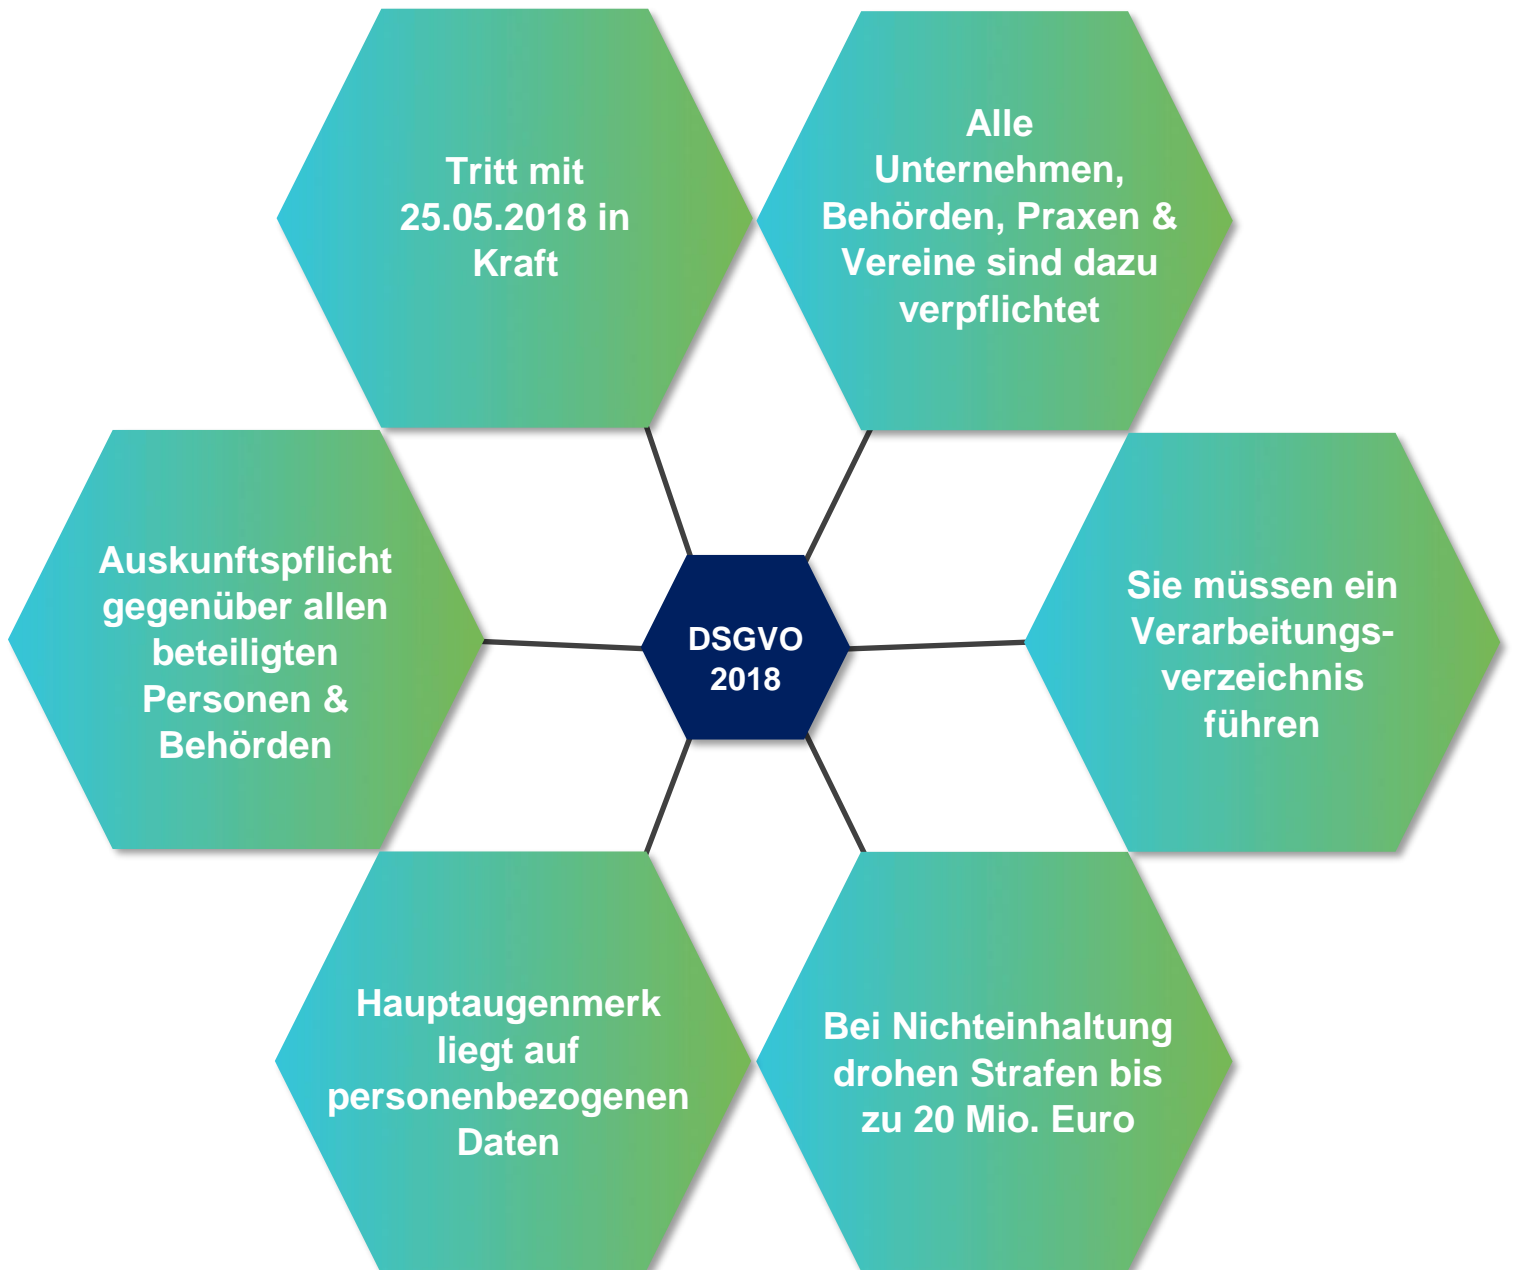 Tritt mit
25.05.2018 in
Kraft
Alle
Unternehmen,
Behörden, Praxen &
Vereine sind dazu
verpflichtet
Auskunftspflicht
gegenüber allen
beteiligten
Personen &
Behörden
DSGVO
2018
Sie müssen ein
Verarbeitungs-
verzeichnis
führen
Hauptaugenmerk
liegt auf
personenbezogenen
Daten
Bei Nichteinhaltung
drohen Strafen bis
zu 20 Mio. Euro